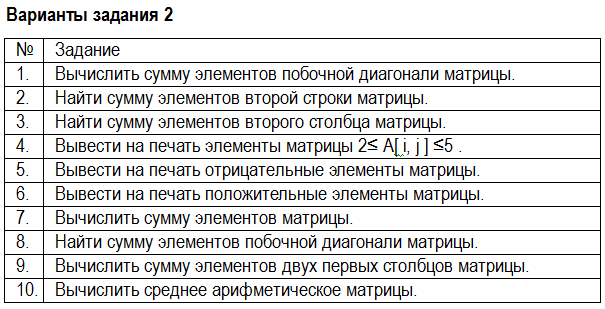 Варианты задания 2
№ Задание
1. Вычислить сумму элементов побочной диагонали матрицы.
2. Найти сумму элементов второй строки матрицы.
3. Найти сумму элементов второго столбца матрицы.
4. Вывести на печать элементы матрицы 2≤ A[ i, j ] ≤5 .
5. Вывести на печать отрицательные элементы матрицы.
6. Вывести на печать положительные элементы матрицы.
7. Вычислить сумму элементов матрицы.
8. Найти сумму элементов побочной диагонали матрицы.
9. Вычислить сумму элементов двух первых столбцов матрицы.
10. Вычислить среднее арифметическое матрицы.